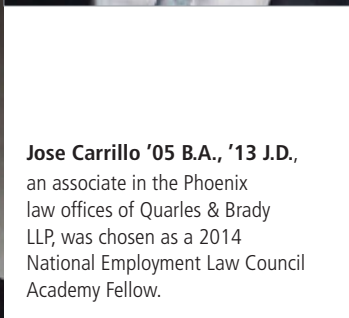 Jose Carrillo ’05 B.A., ’13 J.D.,
an associate in the Phoenix
law offices of Quarles & Brady
LLP, was chosen as a 2014
National Employment Law Council
Academy Fellow.